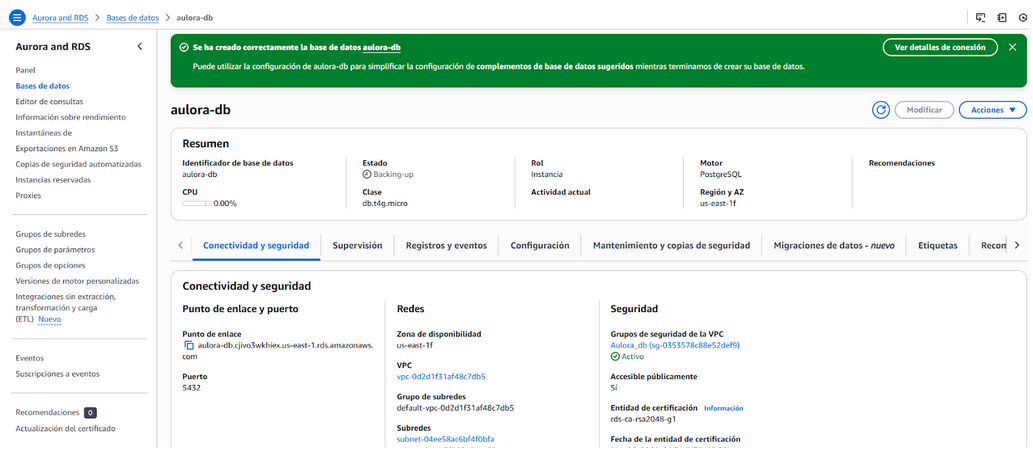 Aurora and RDS > Bases de datos > aulora-db
Aurora and RDS
Panel
Bases de datos
Editor de consultas
Información sobre rendimiento
Instantáneas de
Exportaciones en Amazon S3
Copias de seguridad automatizadas
Instancias reservadas
Proxies
Grupos de subredes
Grupos de parámetros
Grupos de opciones
Versiones de motor personalizadas
Integraciones sin extracción,
transformación y carga
(ETL) Nuevo
Eventos
Suscripciones a eventos
Recomendaciones 0
Actualización del certificado
Se ha creado correctamente la base de datos aulora-db
Ver detalles de conexión
Puede utilizar la configuración de aulora-db para simplificar la configuración de complementos de base de datos sugeridos mientras terminamos de crear su base de datos.
aulora-db
Modificar
Acciones
Resumen
Identificador de base de datos
aulora-db
CPU
0.00%
Estado
Backing-up
Clase
db.t4g.micro
Rol
Instancia
Actividad actual
Motor
PostgreSQL
Región y AZ
us-east-1f
Recomendaciones
Conectividad y seguridad
Supervisión
Registros y eventos
Configuración
Mantenimiento y copias de seguridad
Migraciones de datos - nuevo
Etiquetas
Recom
Conectividad y seguridad
Punto de enlace y puerto
Punto de enlace
aulora-db.cjivo3wkhiex.us-east-1.rds.amazonaws.
com
Puerto
5432
Redes
Zona de disponibilidad
us-east-1f
VPC
vpc-0d2d1f31af48c7db5
Grupo de subredes
default-vpc-0d2d1f31af48c7db5
Subredes
subnet-04ee58ac6bf4f0bfa
Seguridad
Grupos de seguridad de la VPC
Aulora_db (sg-0353578c88e52def9)
Activo
Accesible públicamente
Sí
Entidad de certificación Información
rds-ca-rsa2048-g1
Fecha de la entidad de certificación